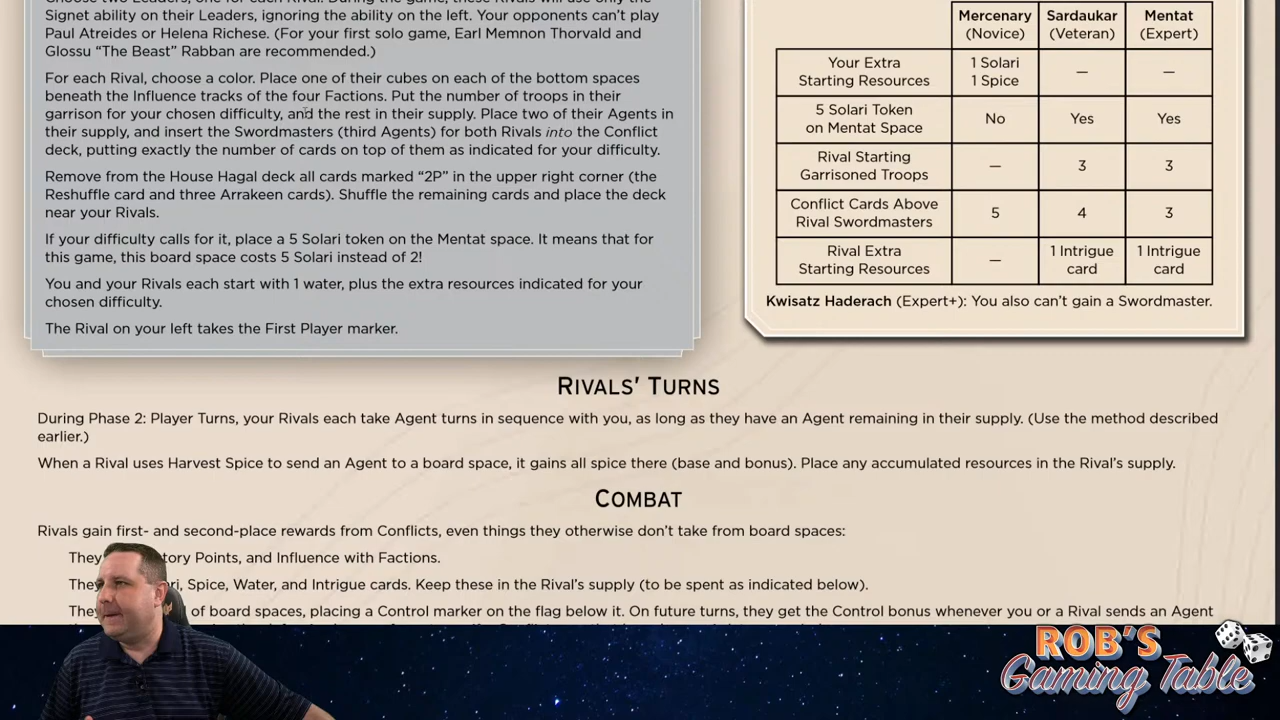 Signet ability on their Leaders, ignoring the ability on the left. Your opponents can't play
Paul Atreides or Helena Richese. (For your first solo game, Earl Memnon Thorvald and
Glossu “The Beast” Rabban are recommended.)
For each Rival, choose a color. Place one of their cubes on each of the bottom spaces
beneath the Influence tracks of the four Factions. Put the number of troops in their
garrison for your chosen difficulty, and the rest in their supply. Place two of their Agents in
their supply, and insert the Swordmasters (third Agents) for both Rivals into the Conflict
deck, putting exactly the number of cards on top of them as indicated for your difficulty.
Remove from the House Hagal deck all cards marked “2P” in the upper right corner (the
Reshuffle card and three Arrakeen cards). Shuffle the remaining cards and place the deck
near your Rivals.
If your difficulty calls for it, place a 5 Solari token on the Mentat space. It means that for
this game, this board space costs 5 Solari instead of 2!
You and your Rivals each start with 1 water, plus the extra resources indicated for your
chosen difficulty.
The Rival on your left takes the First Player marker.
Mercenary Sardaukar Mentat
(Novice) (Veteran) (Expert)
Your Extra 1 Solari
Starting Resources 1 Spice — —
5 Solari Token
on Mentat Space No Yes Yes
Rival Starting
Garrisoned Troops — 3 3
Conflict Cards Above
Rival Swordmasters 5 4 3
Rival Extra 1 Intrigue 1 Intrigue
Starting Resources — card card
Kwisatz Haderach (Expert+): You also can't gain a Swordmaster.
RIVALS' TURNS
During Phase 2: Player Turns, your Rivals each take Agent turns in sequence with you, as long as they have an Agent remaining in their supply. (Use the method described
earlier.)
When a Rival uses Harvest Spice to send an Agent to a board space, it gains all spice there (base and bonus). Place any accumulated resources in the Rival's supply.
COMBAT
Rivals gain first- and second-place rewards from Conflicts, even things they otherwise don't take from board spaces:
They Points, and Influence with Factions.
They Spice, Water, and Intrigue cards. Keep these in the Rival's supply (to be spent as indicated below).
They of board spaces, placing a Control marker on the flag below it. On future turns, they get the Control bonus whenever you or a Rival sends an Agent
ROB'S
Gaming Table